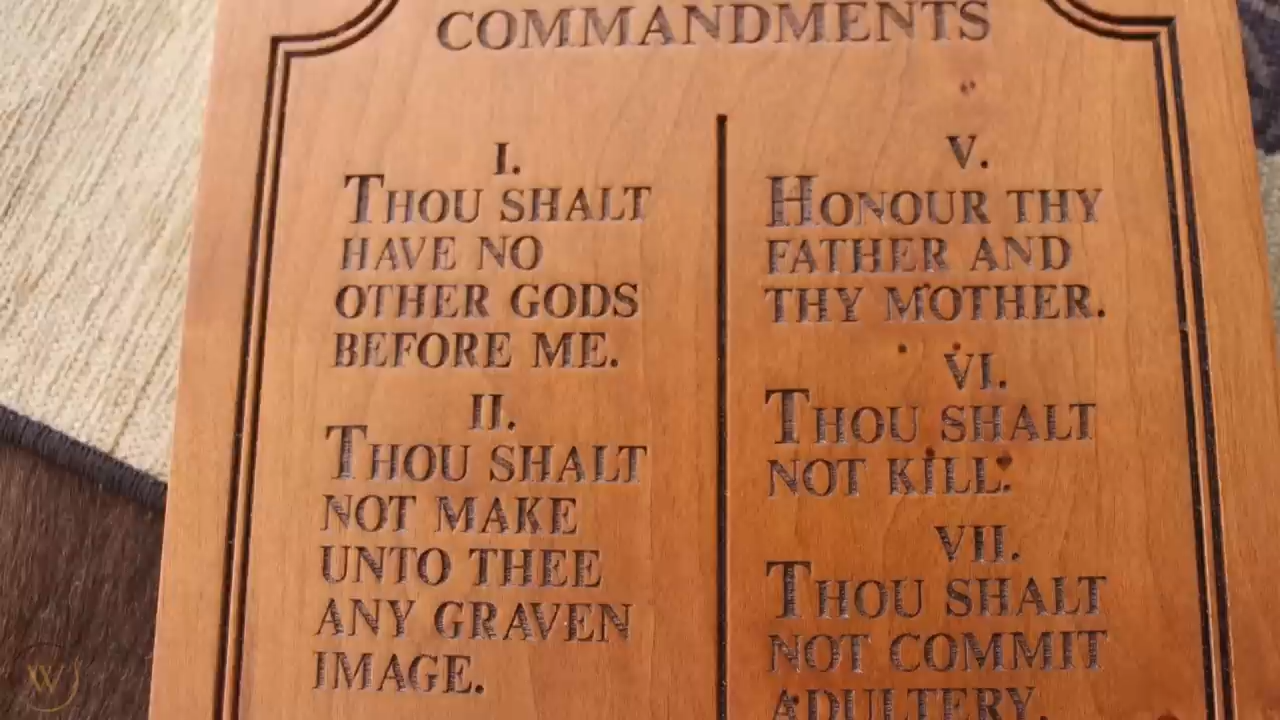 COMMANDMENTS
I.
THOU SHALT
HAVE NO
OTHER GODS
BEFORE ME.
II.
THOU SHALT
NOT MAKE
UNTO THEE
ANY GRAVEN
IMAGE.
V.
HONOUR THY
FATHER AND
THY MOTHER.
VI.
THOU SHALT
NOT KILL.
VII.
THOU SHALT
NOT COMMIT
ADULTERY.
W